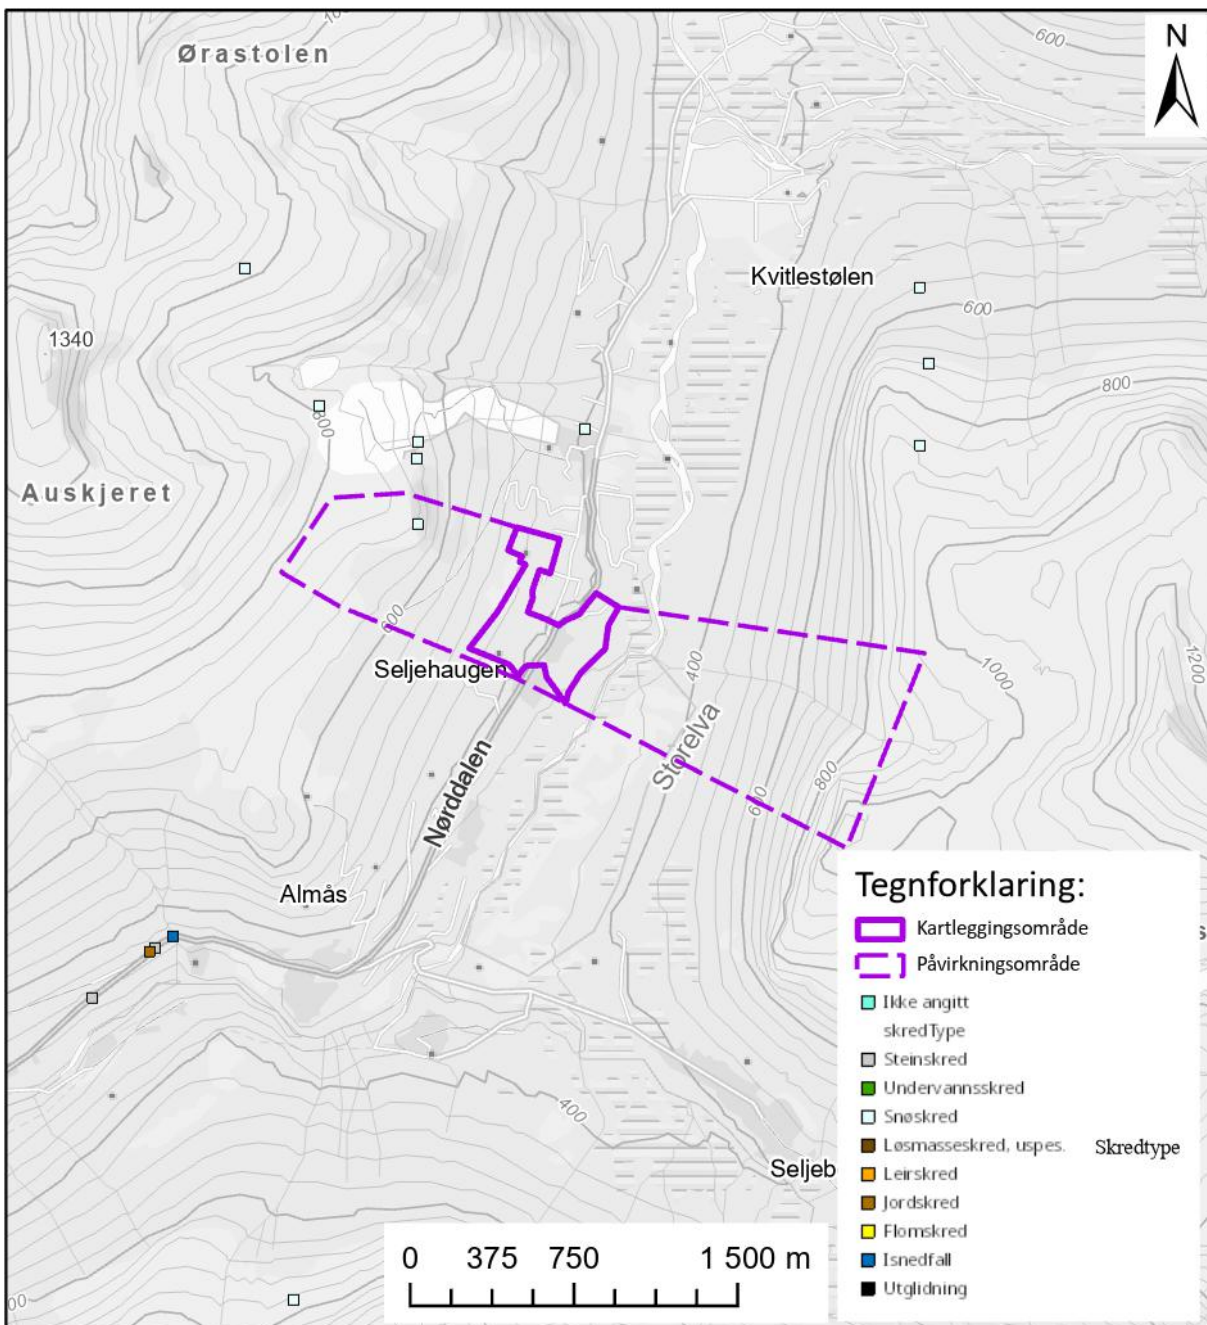 Ørastolen
600
N
Kvitlestølen
600
1340
800
800
Auskjeret
600
Seljehaugen
400
1000
1200
Storelva
Nørddalen
600
800
Almås
400
Seljeb
s
Tegnforklaring:
Kartleggingsområde
Påvirkningsområde
Ikke angitt
skredType
Steinskred
Undervannsskred
Snøskred
Løsmasseskred, uspes.
Skredtype
Leirskred
Jordskred
Flomskred
Isnedfall
Utglidning
0 375 750 1 500 m
00